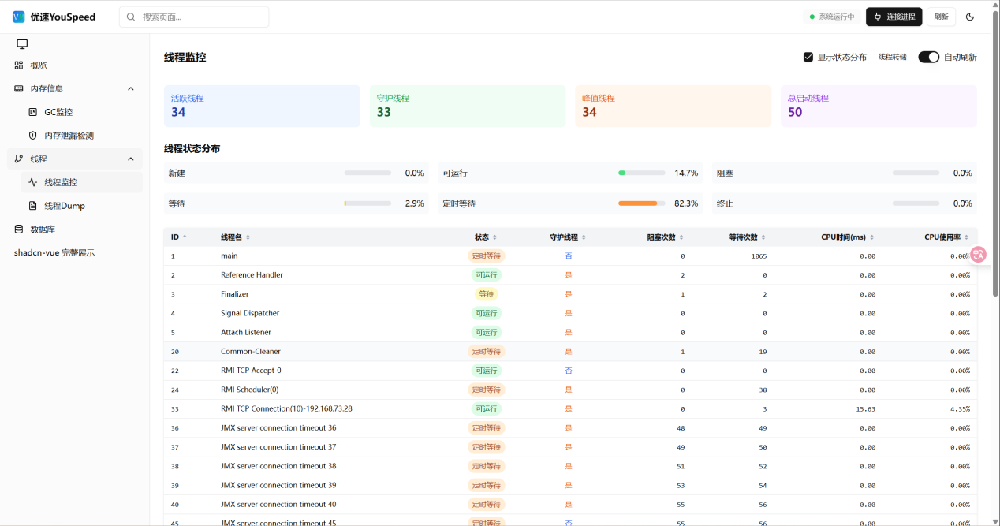 优速YouSpeed
搜索页面...
系统运行中
连接进程
刷新
概览
内存信息
GC监控
内存泄漏检测
线程
线程监控
线程Dump
数据库
shadcn-vue 完整展示
线程监控
显示状态分布 线程转储 自动刷新
活跃线程
34
守护线程
33
峰值线程
34
总启动线程
50
线程状态分布
新建 0.0% 可运行 14.7% 阻塞 0.0%
等待 2.9% 定时等待 82.3% 终止 0.0%
ID 线程名 状态 守护线程 阻塞次数 等待次数 CPU时间(ms) CPU使用率
1 main 定时等待 否 0 1065 0.00 0.00%
2 Reference Handler 可运行 是 2 0 0.00 0.00%
3 Finalizer 等待 是 1 2 0.00 0.00%
4 Signal Dispatcher 可运行 是 0 0 0.00 0.00%
5 Attach Listener 可运行 是 0 0 0.00 0.00%
20 Common-Cleaner 定时等待 是 1 19 0.00 0.00%
22 RMI TCP Accept-0 可运行 否 0 0 0.00 0.00%
24 RMI Scheduler(0) 定时等待 是 0 38 0.00 0.00%
33 RMI TCP Connection(10)-192.168.73.28 可运行 是 0 3 15.63 4.35%
36 JMX server connection timeout 36 定时等待 是 48 49 0.00 0.00%
37 JMX server connection timeout 37 定时等待 是 49 50 0.00 0.00%
38 JMX server connection timeout 38 定时等待 是 51 52 0.00 0.00%
39 JMX server connection timeout 39 定时等待 是 53 54 0.00 0.00%
40 JMX server connection timeout 40 定时等待 是 55 56 0.00 0.00%
45 JMX server connection timeout 45 定时等待 否 55 56 0.00 0.00%